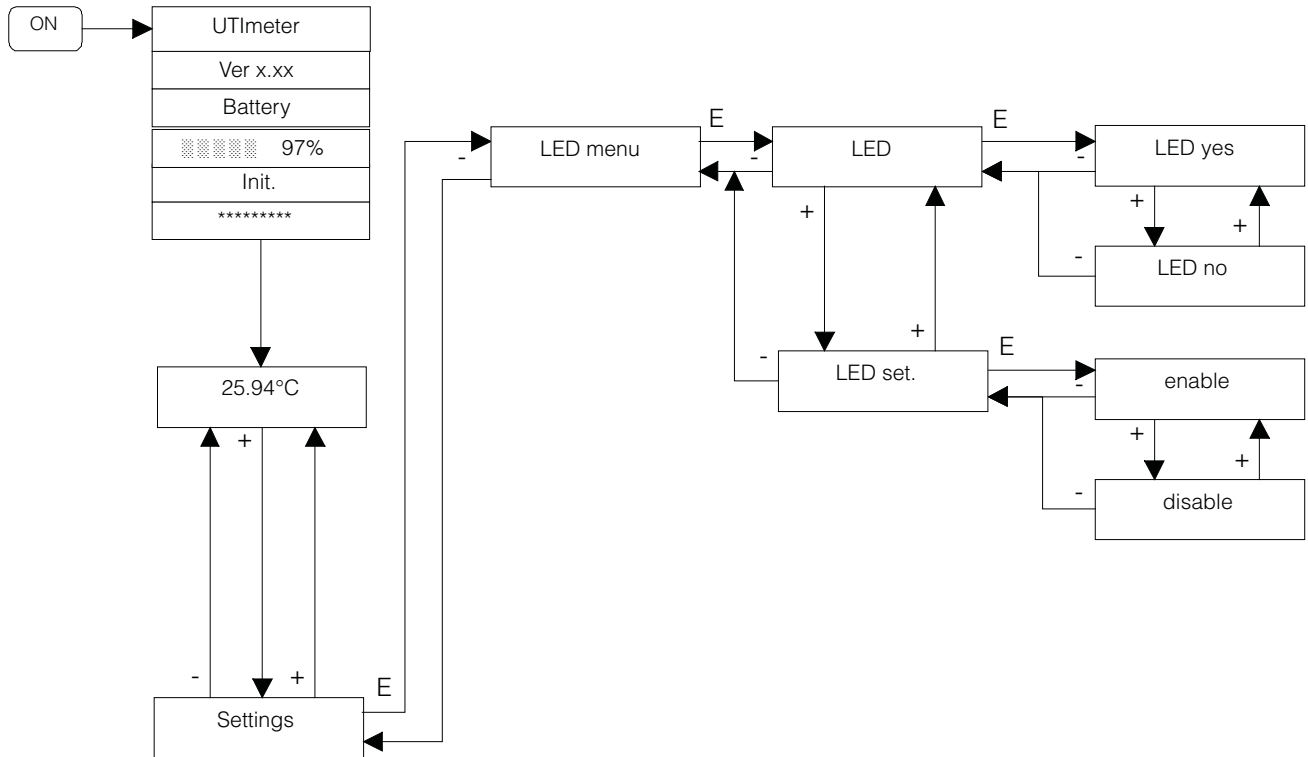 ON
UTImeter
Ver x.xx
Battery
97%
Init.
*********
25.94°C
+
-
+
Settings
E
-
LED menu
E
-
LED
+
+
-
LED set.
E
-
LED yes
+
+
-
LED no
E
-
enable
+
+
-
disable